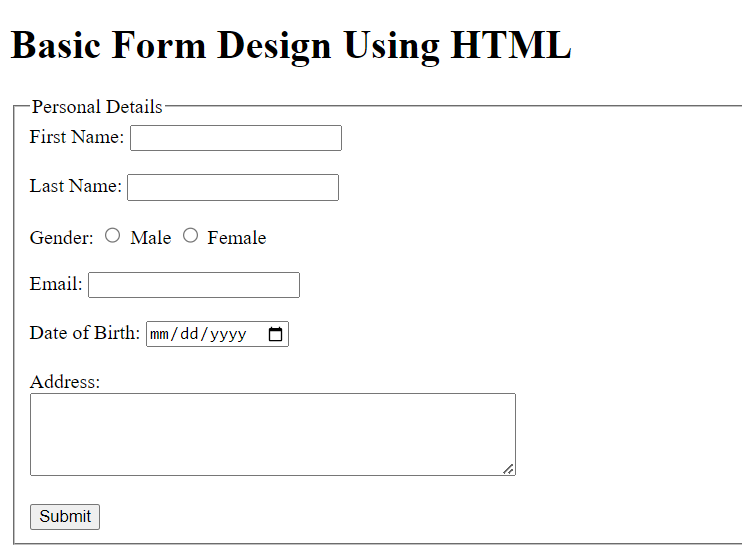 Basic Form Design Using HTML
Personal Details
First Name:
Last Name:
Gender: Male Female
Email:
Date of Birth: mm/dd/yyyy
Address:
Submit